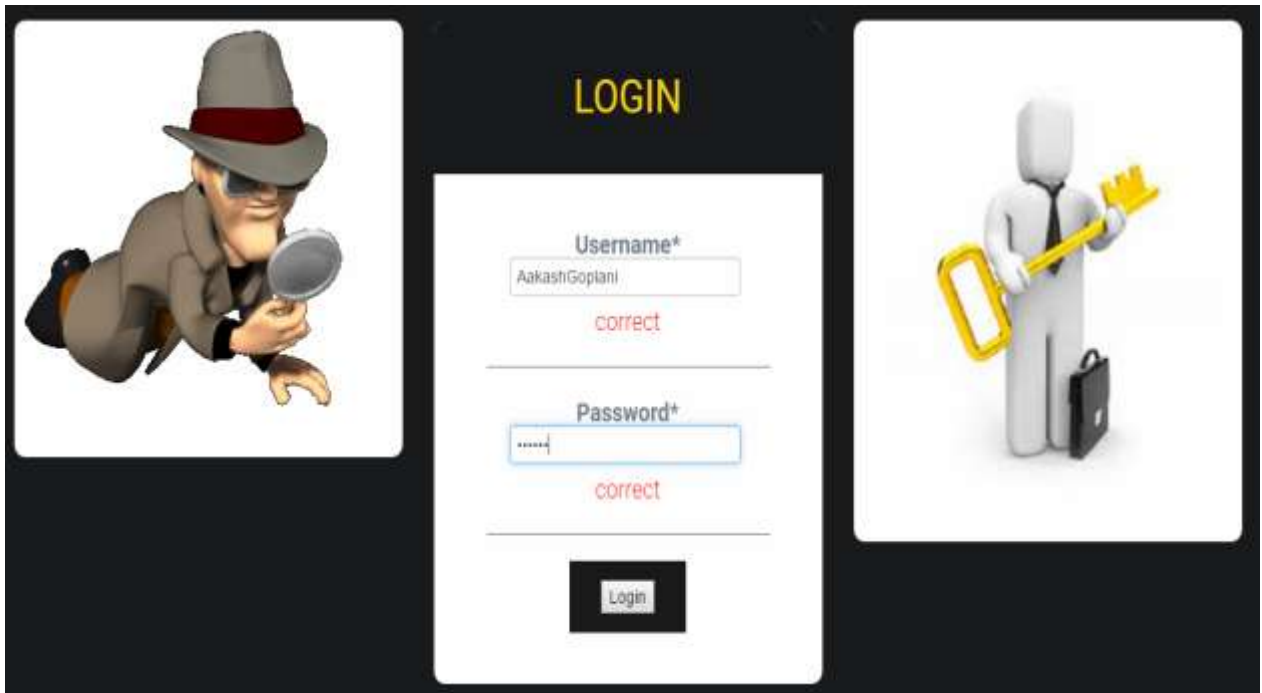 LOGIN
Username*
AakashGoplani
correct
Password*
••••••
correct
Login